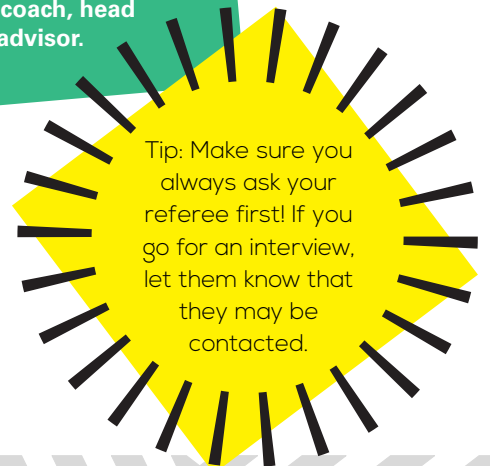 coach, head
advisor.
Tip: Make sure you
always ask your
referee first! If you
go for an interview,
let them know that
they may be
contacted.